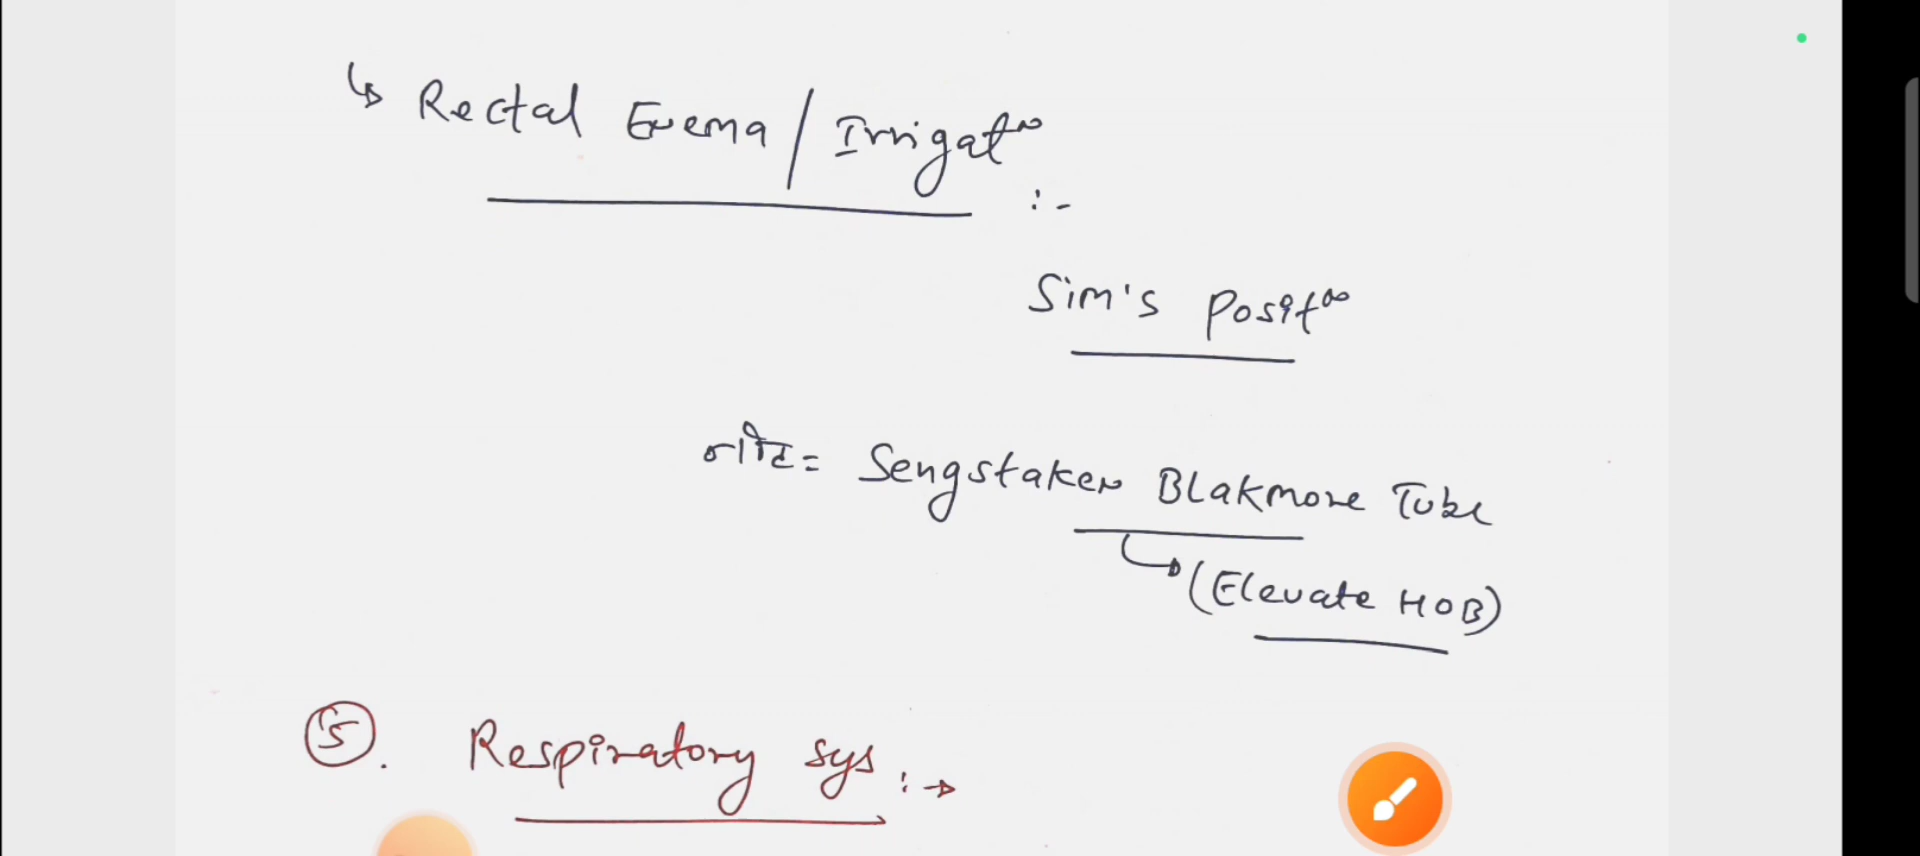 ↳ Rectal Enema / Irrigatⁿ :-
Sim's Positⁿ
नोट = Sengstaken Blakmore Tube
↳ (Elevate HOB)
⑤. Respiratory sys. : →